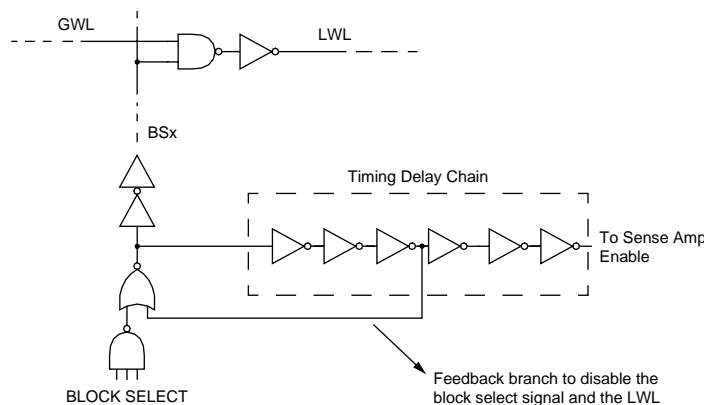 GWL
LWL
BSx
Timing Delay Chain
To Sense Amp
Enable
Feedback branch to disable the
block select signal and the LWL
BLOCK SELECT